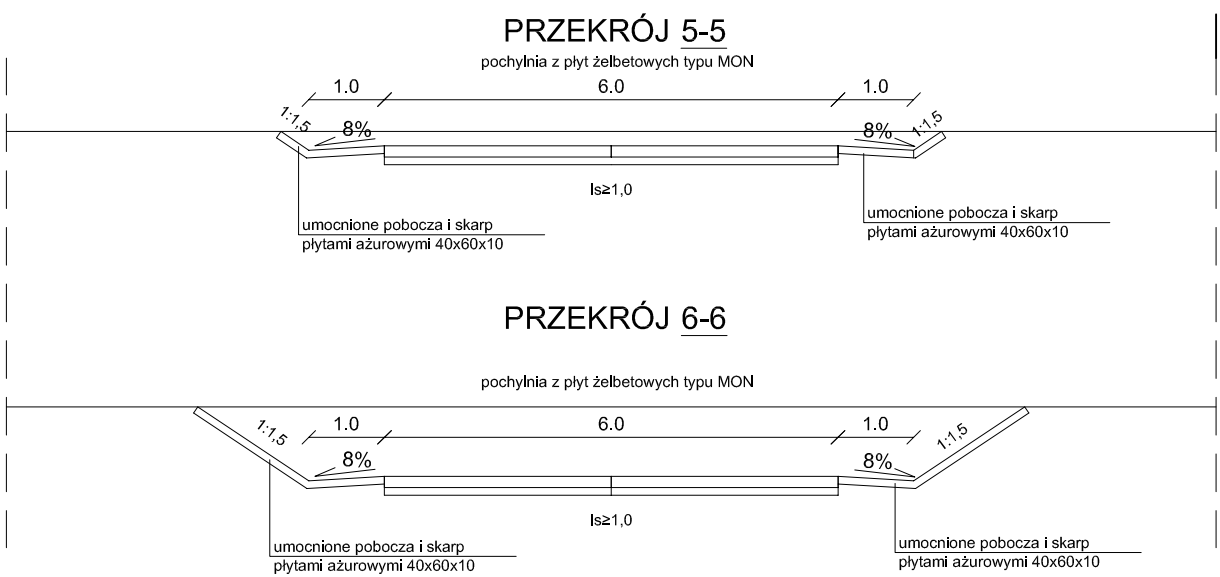 PRZEKRÓJ 5-5
pochylnia z płyt żelbetowych typu MON
1.0
6.0
1.0
1:1,5
8%
8%
1:1,5
Is≥1,0
umocnione pobocza i skarp
płytami ażurowymi 40x60x10
umocnione pobocza i skarp
płytami ażurowymi 40x60x10
PRZEKRÓJ 6-6
pochylnia z płyt żelbetowych typu MON
1:1,5
1.0
6.0
1.0
1:1,5
8%
8%
Is≥1,0
umocnione pobocza i skarp
płytami ażurowymi 40x60x10
umocnione pobocza i skarp
płytami ażurowymi 40x60x10